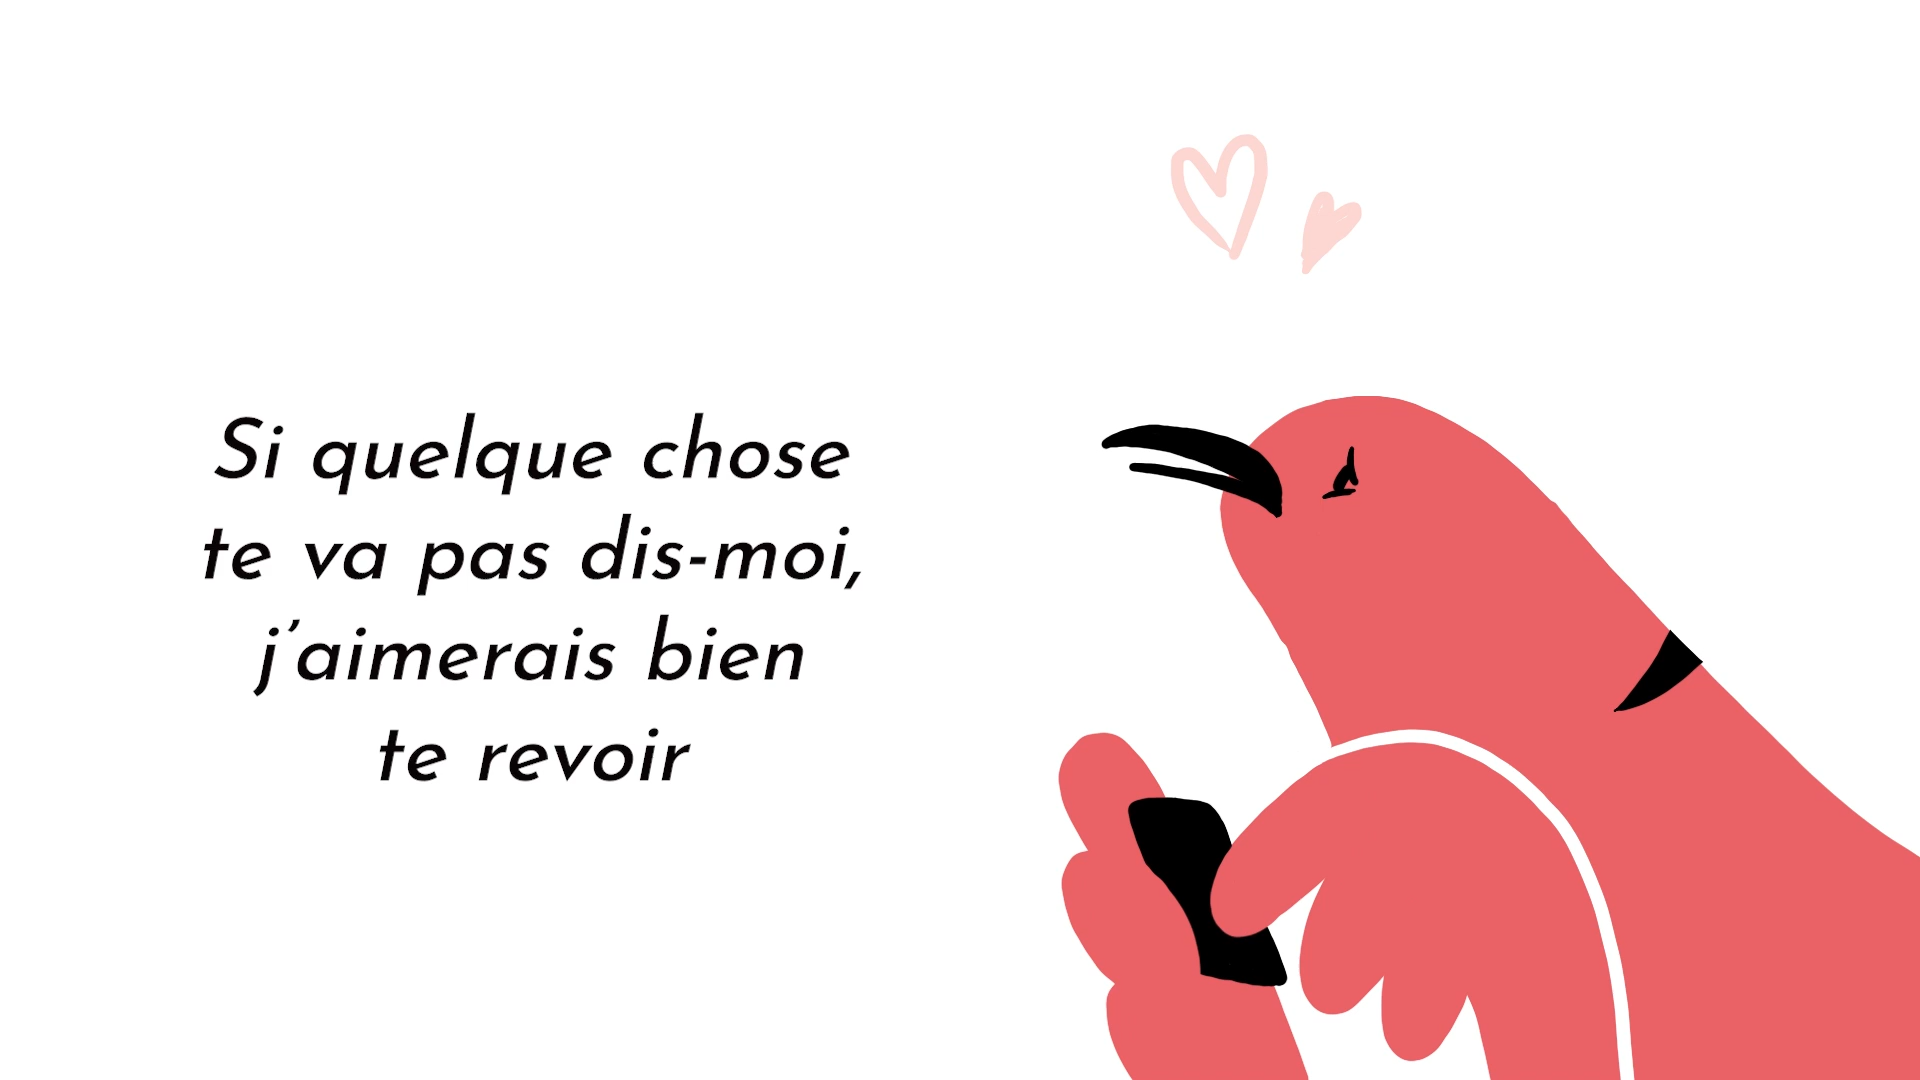 Si quelque chose
te va pas dis-moi,
j’aimerais bien
te revoir